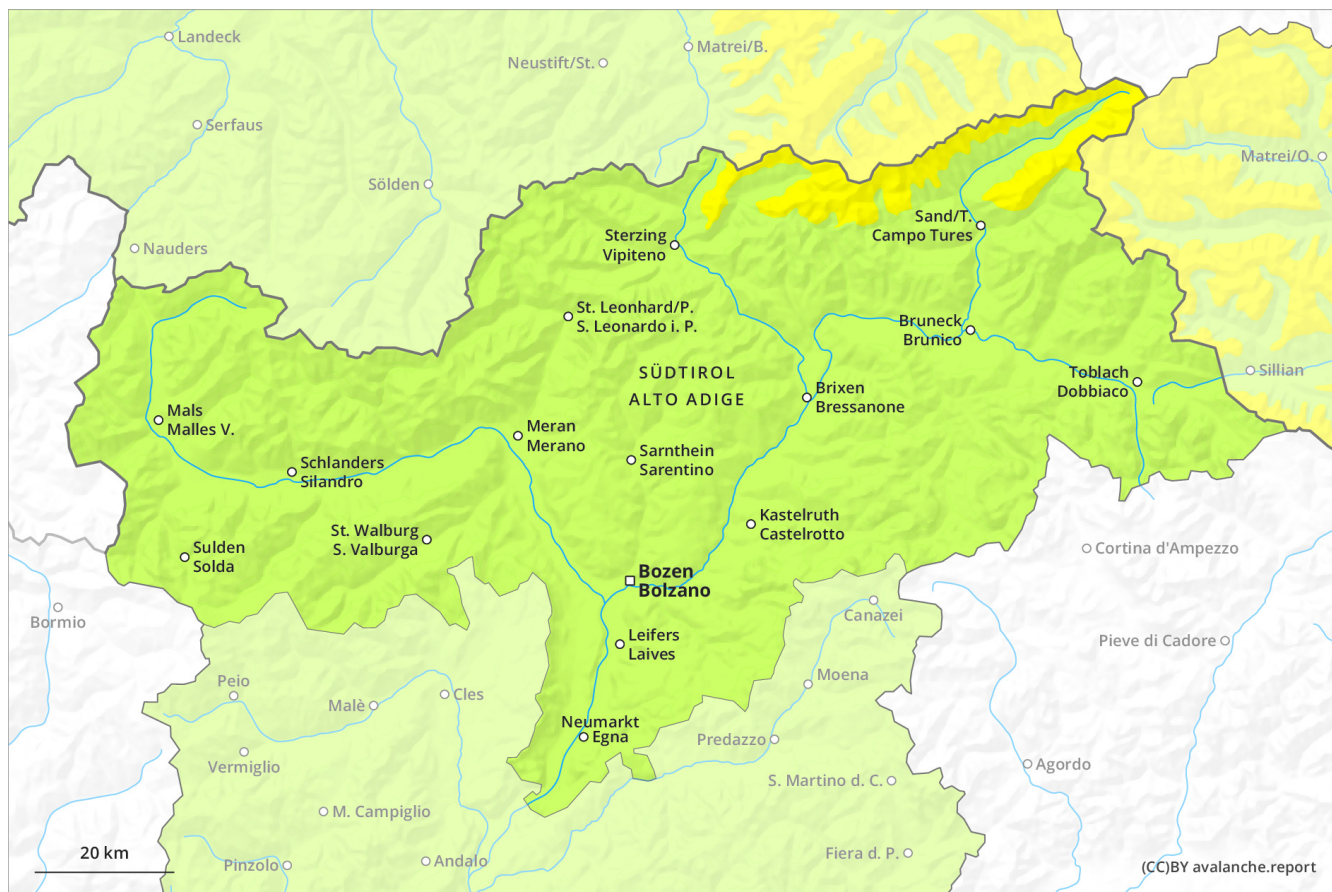 Landeck
Matrei/B.
Neustift/St.
Serfaus
Matrei/O.
Sölden
Sand/T.
Campo Tures
Nauders
Sterzing
Vipiteno
St. Leonhard/P.
S. Leonardo i. P.
Bruneck
Brunico
SÜDTIROL
ALTO ADIGE
Toblach
Dobbiaco
Sillian
Brixen
Bressanone
Mals
Malles V.
Meran
Merano
Sarnthein
Sarentino
Schlanders
Silandro
Kastelruth
Castelrotto
St. Walburg
S. Valburga
Sulden
Solda
Cortina d'Ampezzo
Bozen
Bolzano
Bormio
Canazei
Leifers
Laives
Pieve di Cadore
Peio
Moena
Malè
Cles
Neumarkt
Egna
Predazzo
Vermiglio
Agordo
S. Martino d. C.
M. Campiglio
20 km
Pinzolo
Andalo
Fiera d. P.
(CC)BY avalanche.report